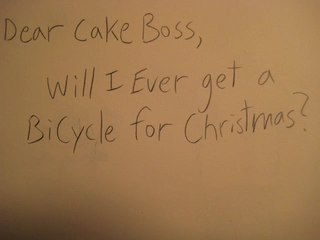 Dear Cake Boss,
Will I Ever get a
BiCycle for Christmas?